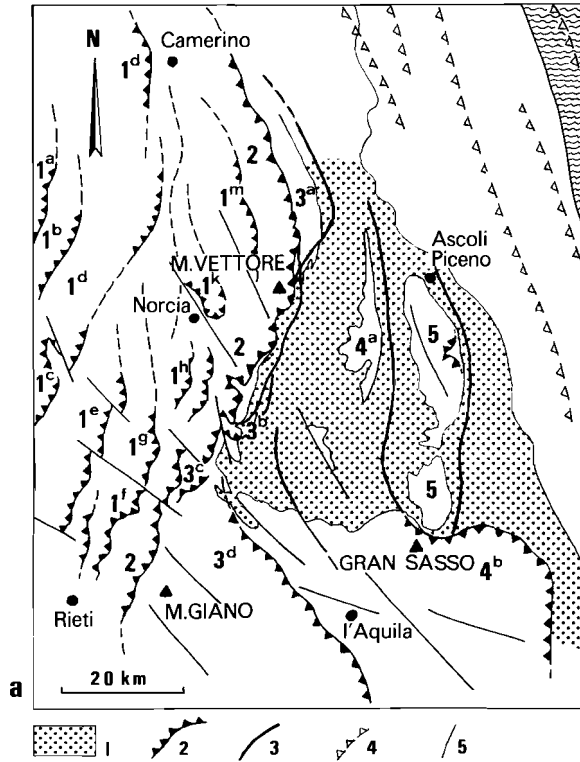 N
Camerino
1d
2
1a
1m
3a
1b
Ascoli
Piceno
1d
M.VETTORE
1k
Norcia
4a
5
2
1c
1h
1e
3b
1g
3c
5
1f
2
3d
GRAN SASSO
4b
Rieti
M.GIANO
l'Aquila
a
20 km
1 2 3 4 5